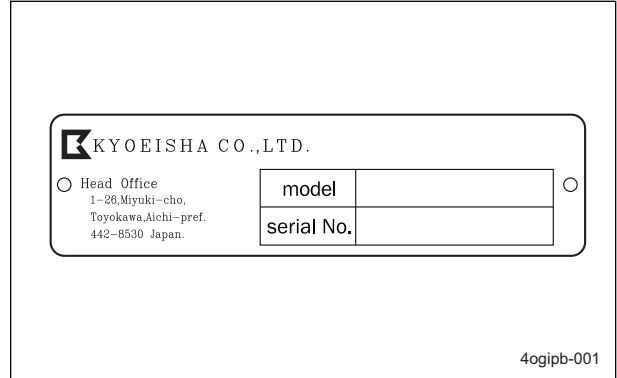 KYOEISHA CO.,LTD.
Head Office
1-26,Miyuki-cho,
Toyokawa,Aichi-pref.
442-8530 Japan.
model
serial No.
4ogipb-001